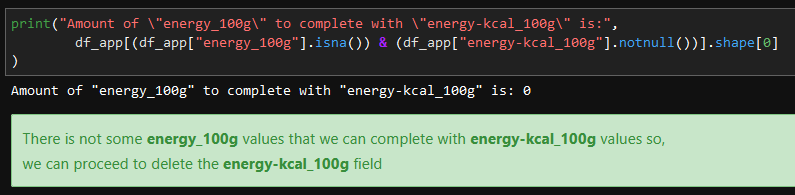 print("Amount of \"energy_100g\" to complete with \"energy-kcal_100g\" is:",
df_app[(df_app["energy_100g"].isna()) & (df_app["energy-kcal_100g"].notnull())].shape[0]
)
Amount of "energy_100g" to complete with "energy-kcal_100g" is: 0
There is not some energy_100g values that we can complete with energy-kcal_100g values so,
we can proceed to delete the energy-kcal_100g field